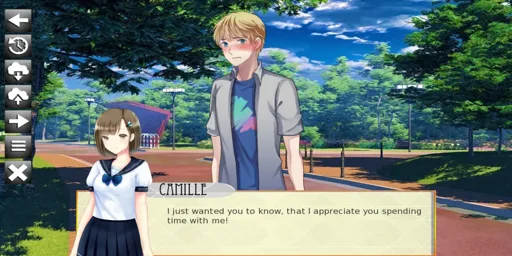 CAMILLE
I just wanted you to know, that I appreciate you spending
time with me!